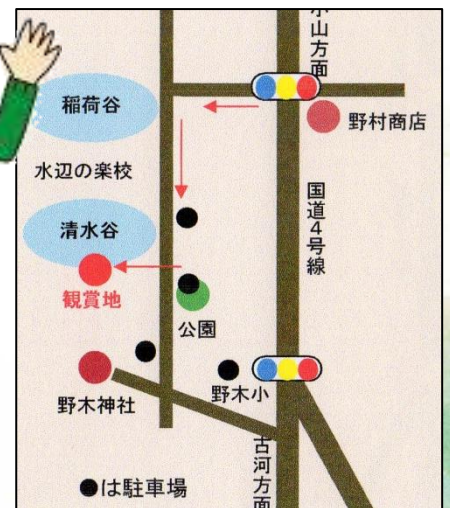 小山方面
稲荷谷
野村商店
水辺の楽校
国道4号線
清水谷
観賞地
公園
野木小
野木神社
古河方面
●は駐車場